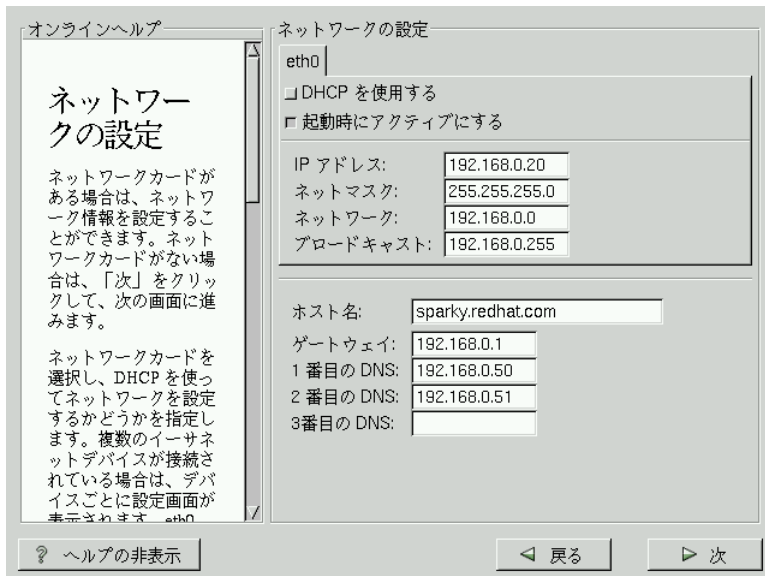 オンラインヘルプ
ネットワー
クの設定
ネットワークカードが
ある場合は、ネットワ
ーク情報を設定するこ
とができます。ネット
ワークカードがない場
合は、「次」をクリッ
クして、次の画面に進
みます。
ネットワークカードを
選択し、DHCP を使っ
てネットワークを設定
するかどうかを指定し
ます。複数のイーサネ
ットデバイスが接続さ
れている場合は、デバ
イスごとに設定画面が
表示されます。eth0
ネットワークの設定
eth0
DHCP を使用する
起動時にアクティブにする
IP アドレス: 192.168.0.20
ネットマスク: 255.255.255.0
ネットワーク: 192.168.0.0
ブロードキャスト: 192.168.0.255
ホスト名: sparky.redhat.com
ゲートウェイ: 192.168.0.1
1 番目の DNS: 192.168.0.50
2 番目の DNS: 192.168.0.51
3番目の DNS:
? ヘルプの非表示
戻る
次